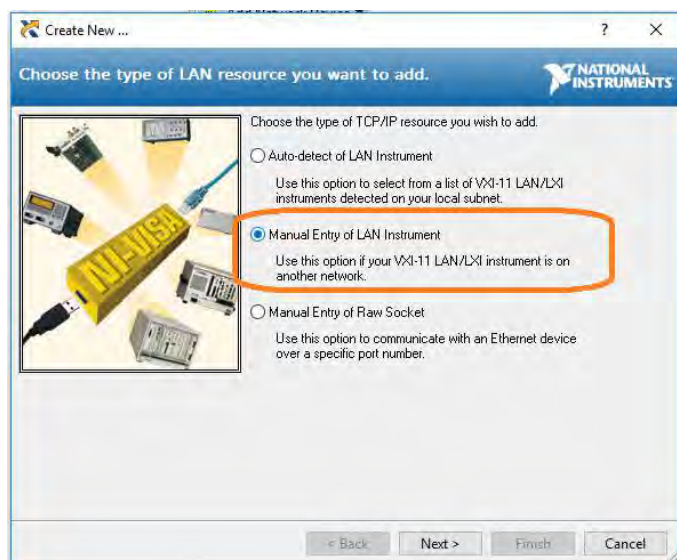 Create New ...
? ×
Choose the type of LAN resource you want to add.
NATIONAL
INSTRUMENTS
Choose the type of TCP/IP resource you wish to add.
Auto-detect of LAN Instrument
Use this option to select from a list of VXI-11 LAN/LXI
instruments detected on your local subnet.
Manual Entry of LAN Instrument
Use this option if your VXI-11 LAN/LXI instrument is on
another network.
Manual Entry of Raw Socket
Use this option to communicate with an Ethernet device
over a specific port number.
NI-VISA
< Back
Next >
Finish
Cancel